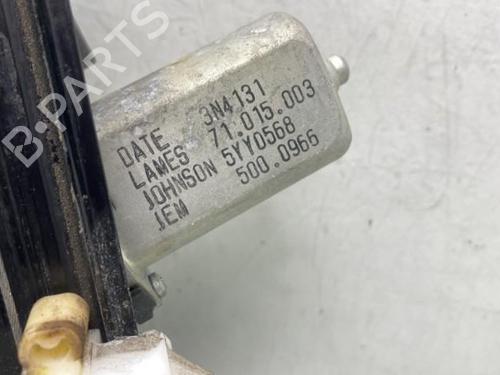 B-PARTS
DATE 3N4131
LAMES 71.015.003
JOHNSON 5YY0568
JEM 500.0966